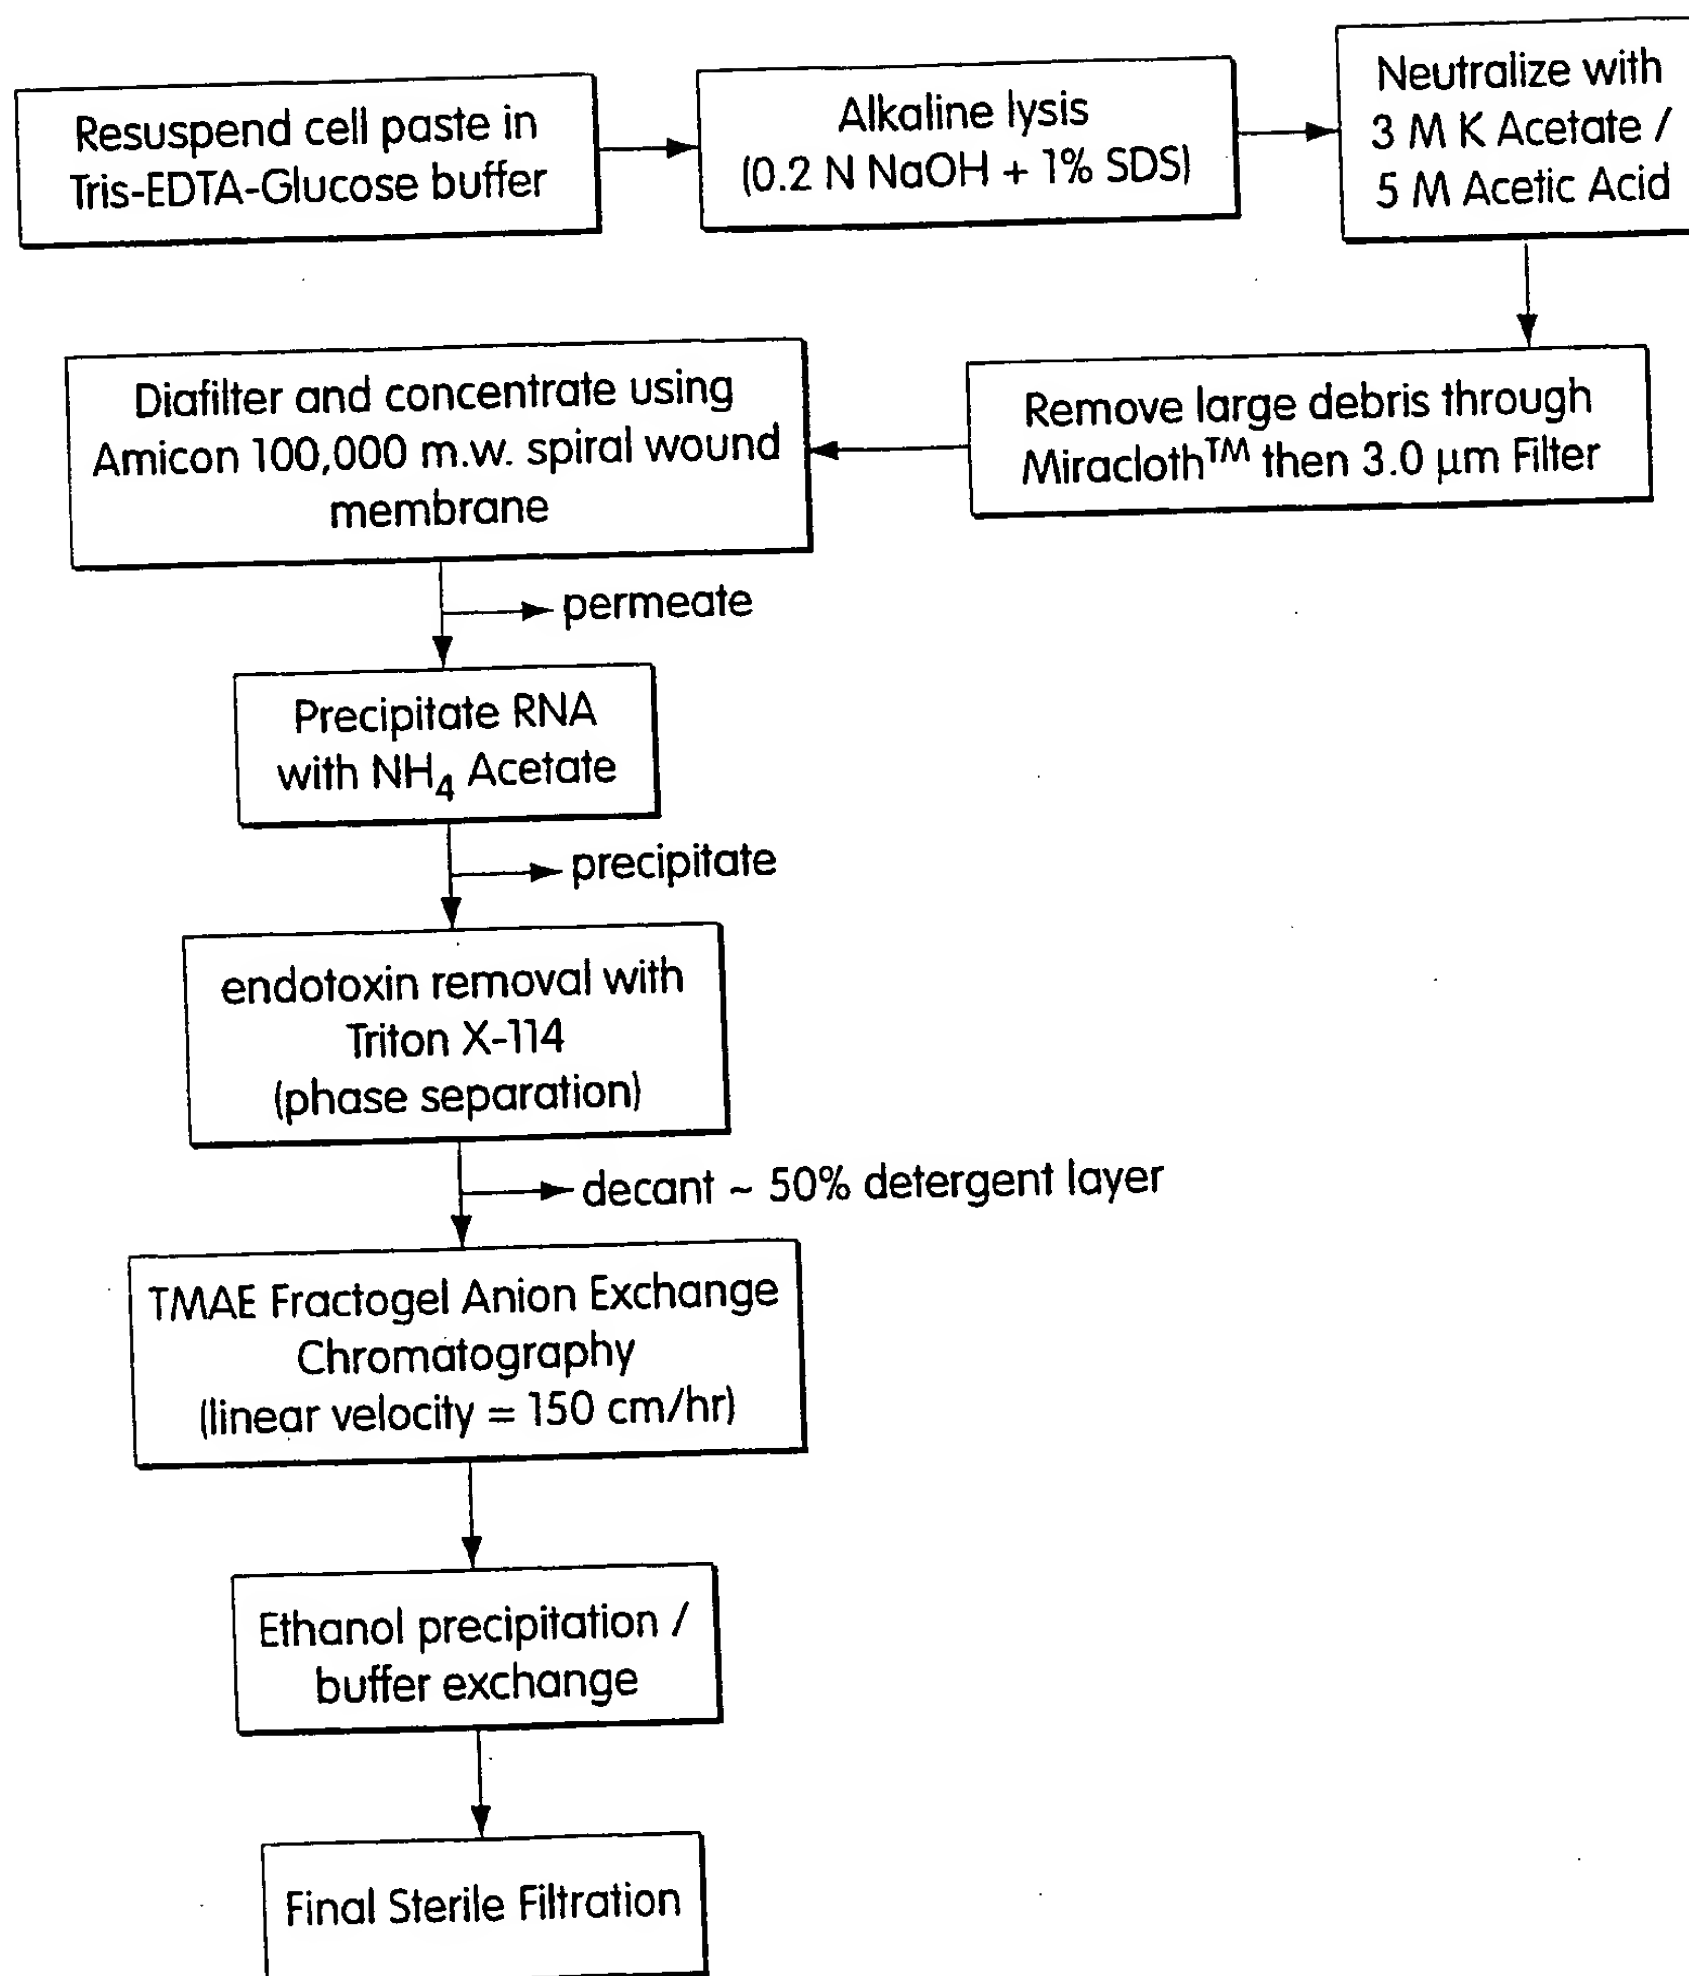 Resuspend cell paste in
Tris-EDTA-Glucose buffer
Alkaline lysis
(0.2 N NaOH + 1% SDS)
Neutralize with
3 M K Acetate /
5 M Acetic Acid
Remove large debris through
Miracloth™ then 3.0 μm Filter
Diafilter and concentrate using
Amicon 100,000 m.w. spiral wound
membrane
permeate
Precipitate RNA
with NH₄ Acetate
precipitate
endotoxin removal with
Triton X-114
(phase separation)
decant ~ 50% detergent layer
TMAE Fractogel Anion Exchange
Chromatography
(linear velocity = 150 cm/hr)
Ethanol precipitation /
buffer exchange
Final Sterile Filtration